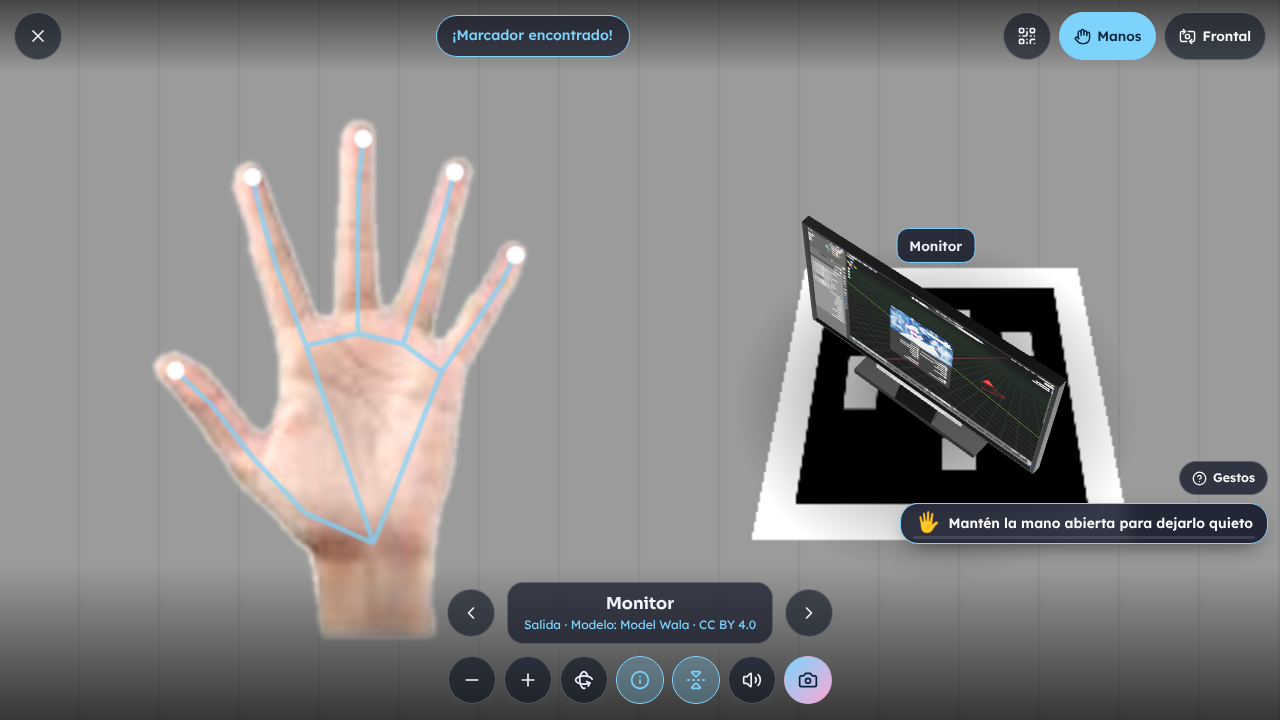 ¡Marcador encontrado!
Manos
Frontal
Monitor
Gestos
Mantén la mano abierta para dejarlo quieto
Monitor
Salida · Modelo: Model Wala · CC BY 4.0